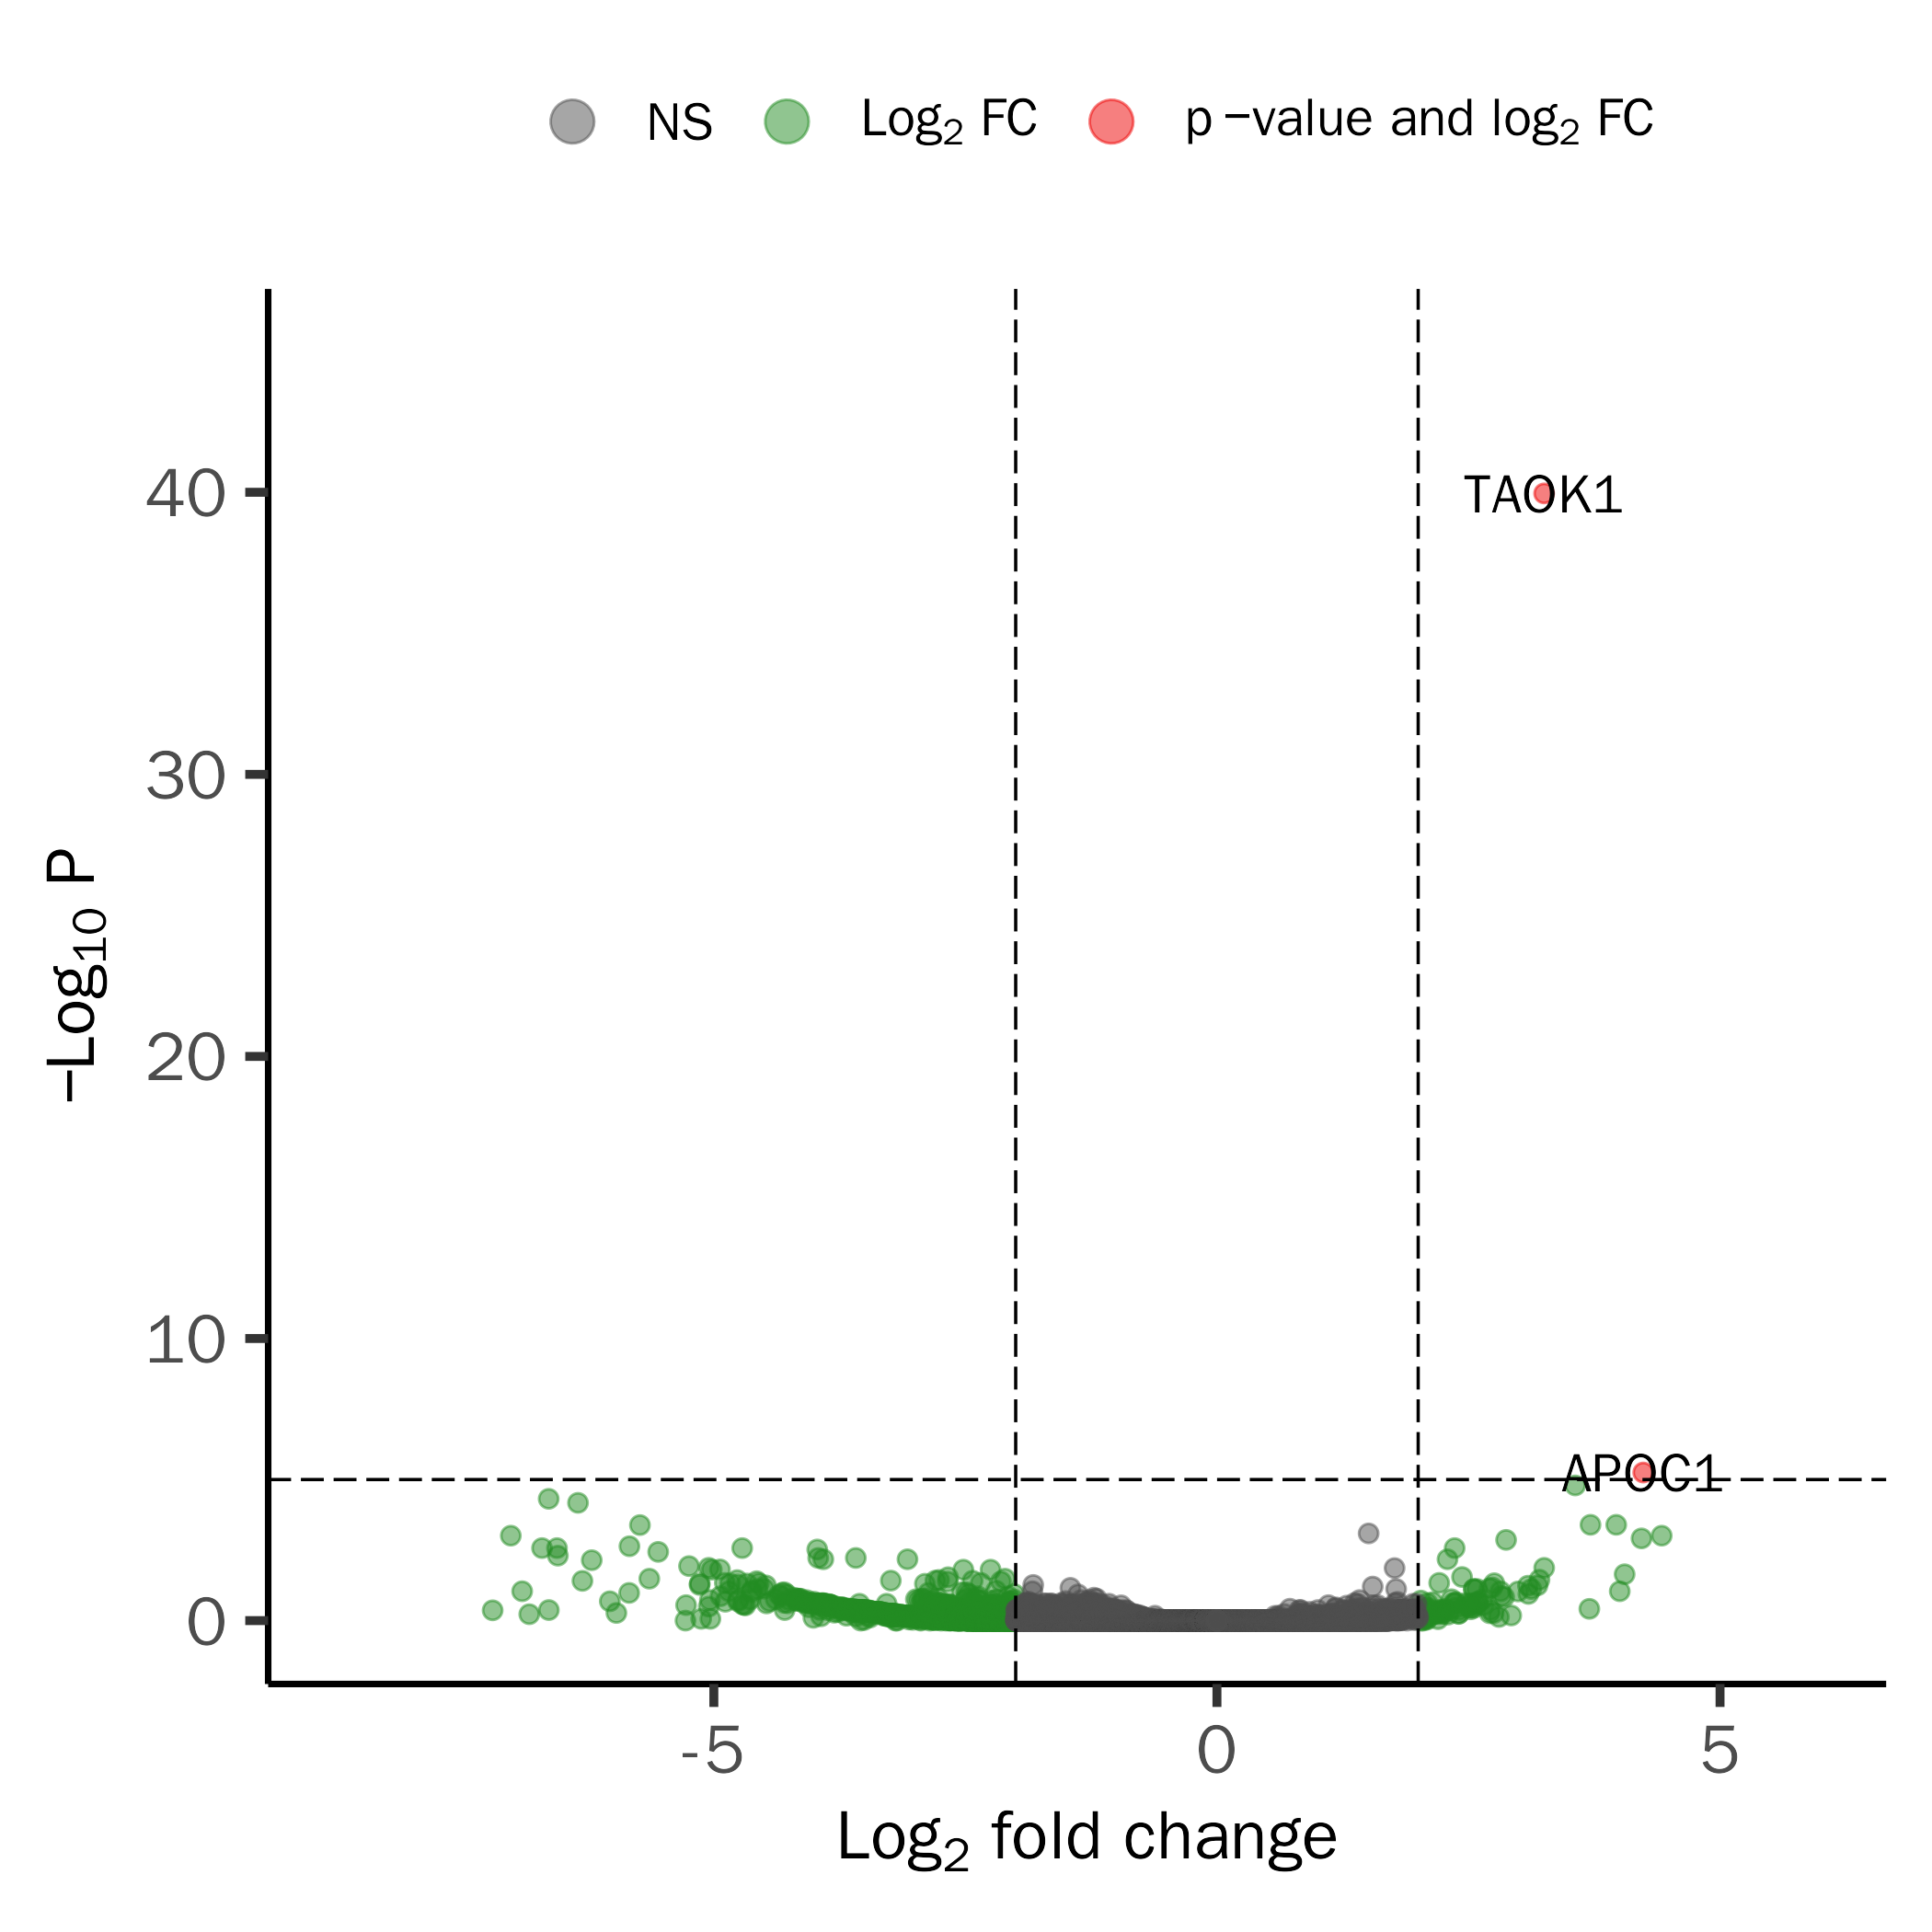 NS Log₂ FC p −value and log₂ FC
−Log₁₀ P
40
30
20
10
0
TAOK1
APOC1
-5 0 5
Log₂ fold change